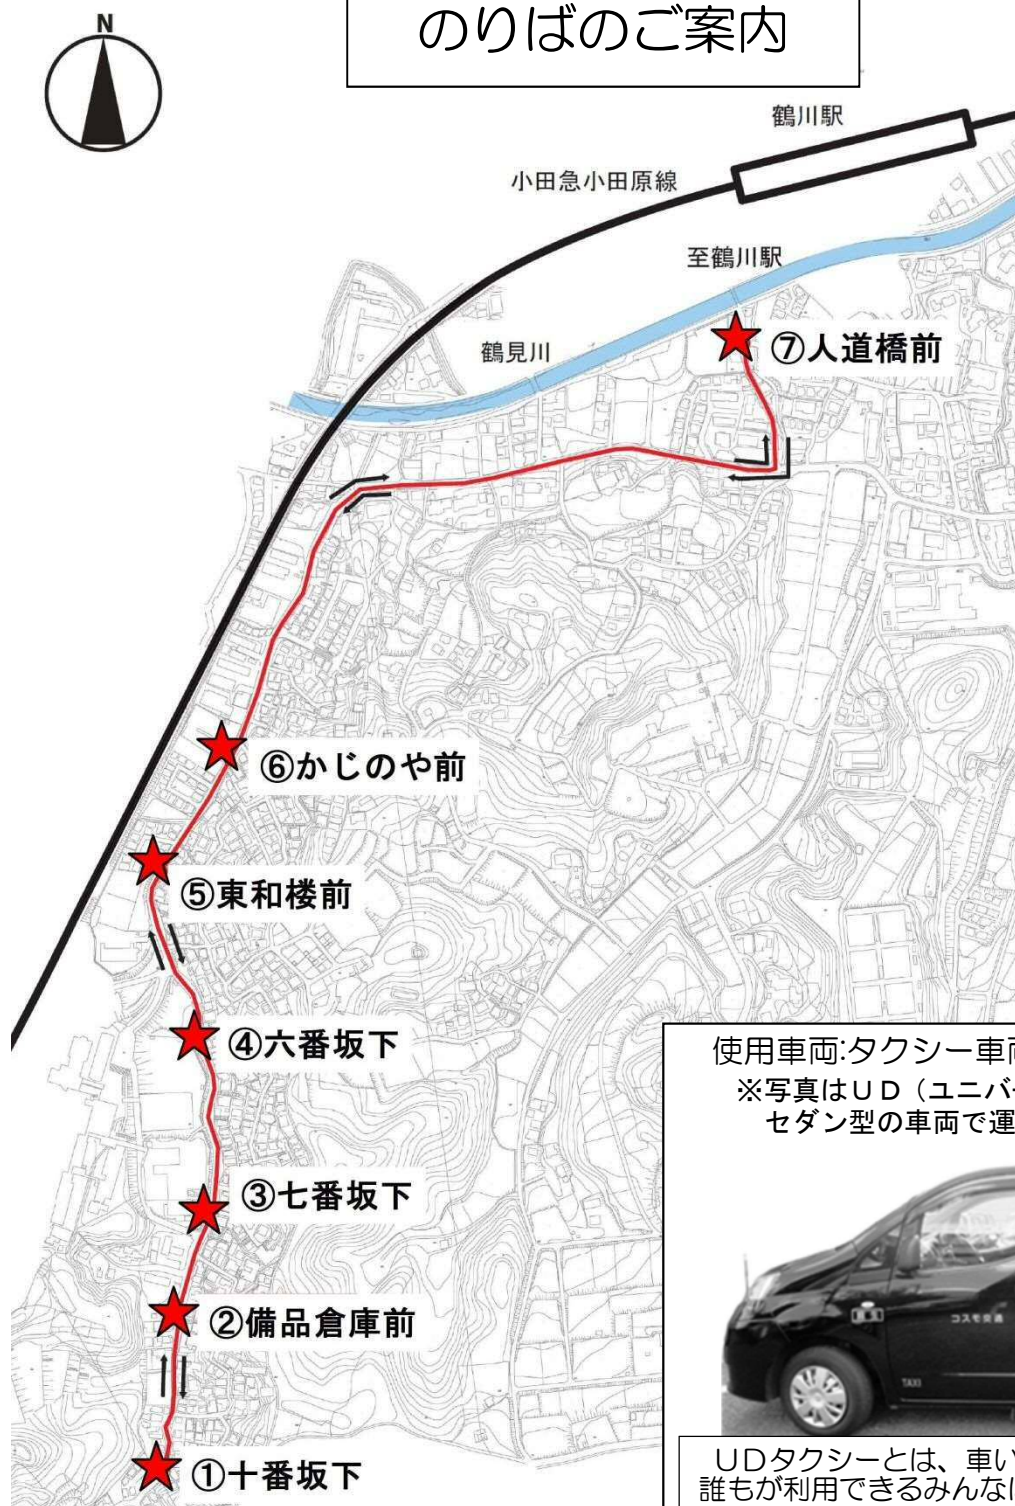 のりばのご案内
N
鶴川駅
小田急小田原線
至鶴川駅
鶴見川
⑦人道橋前
⑥かじのや前
⑤東和楼前
④六番坂下
③七番坂下
②備品倉庫前
①十番坂下
使用車両:タクシー車両
※写真はUD(ユニバー
セダン型の車両で運
コスモ交通
TAXI
UDタクシーとは、車い
誰もが利用できるみんなに